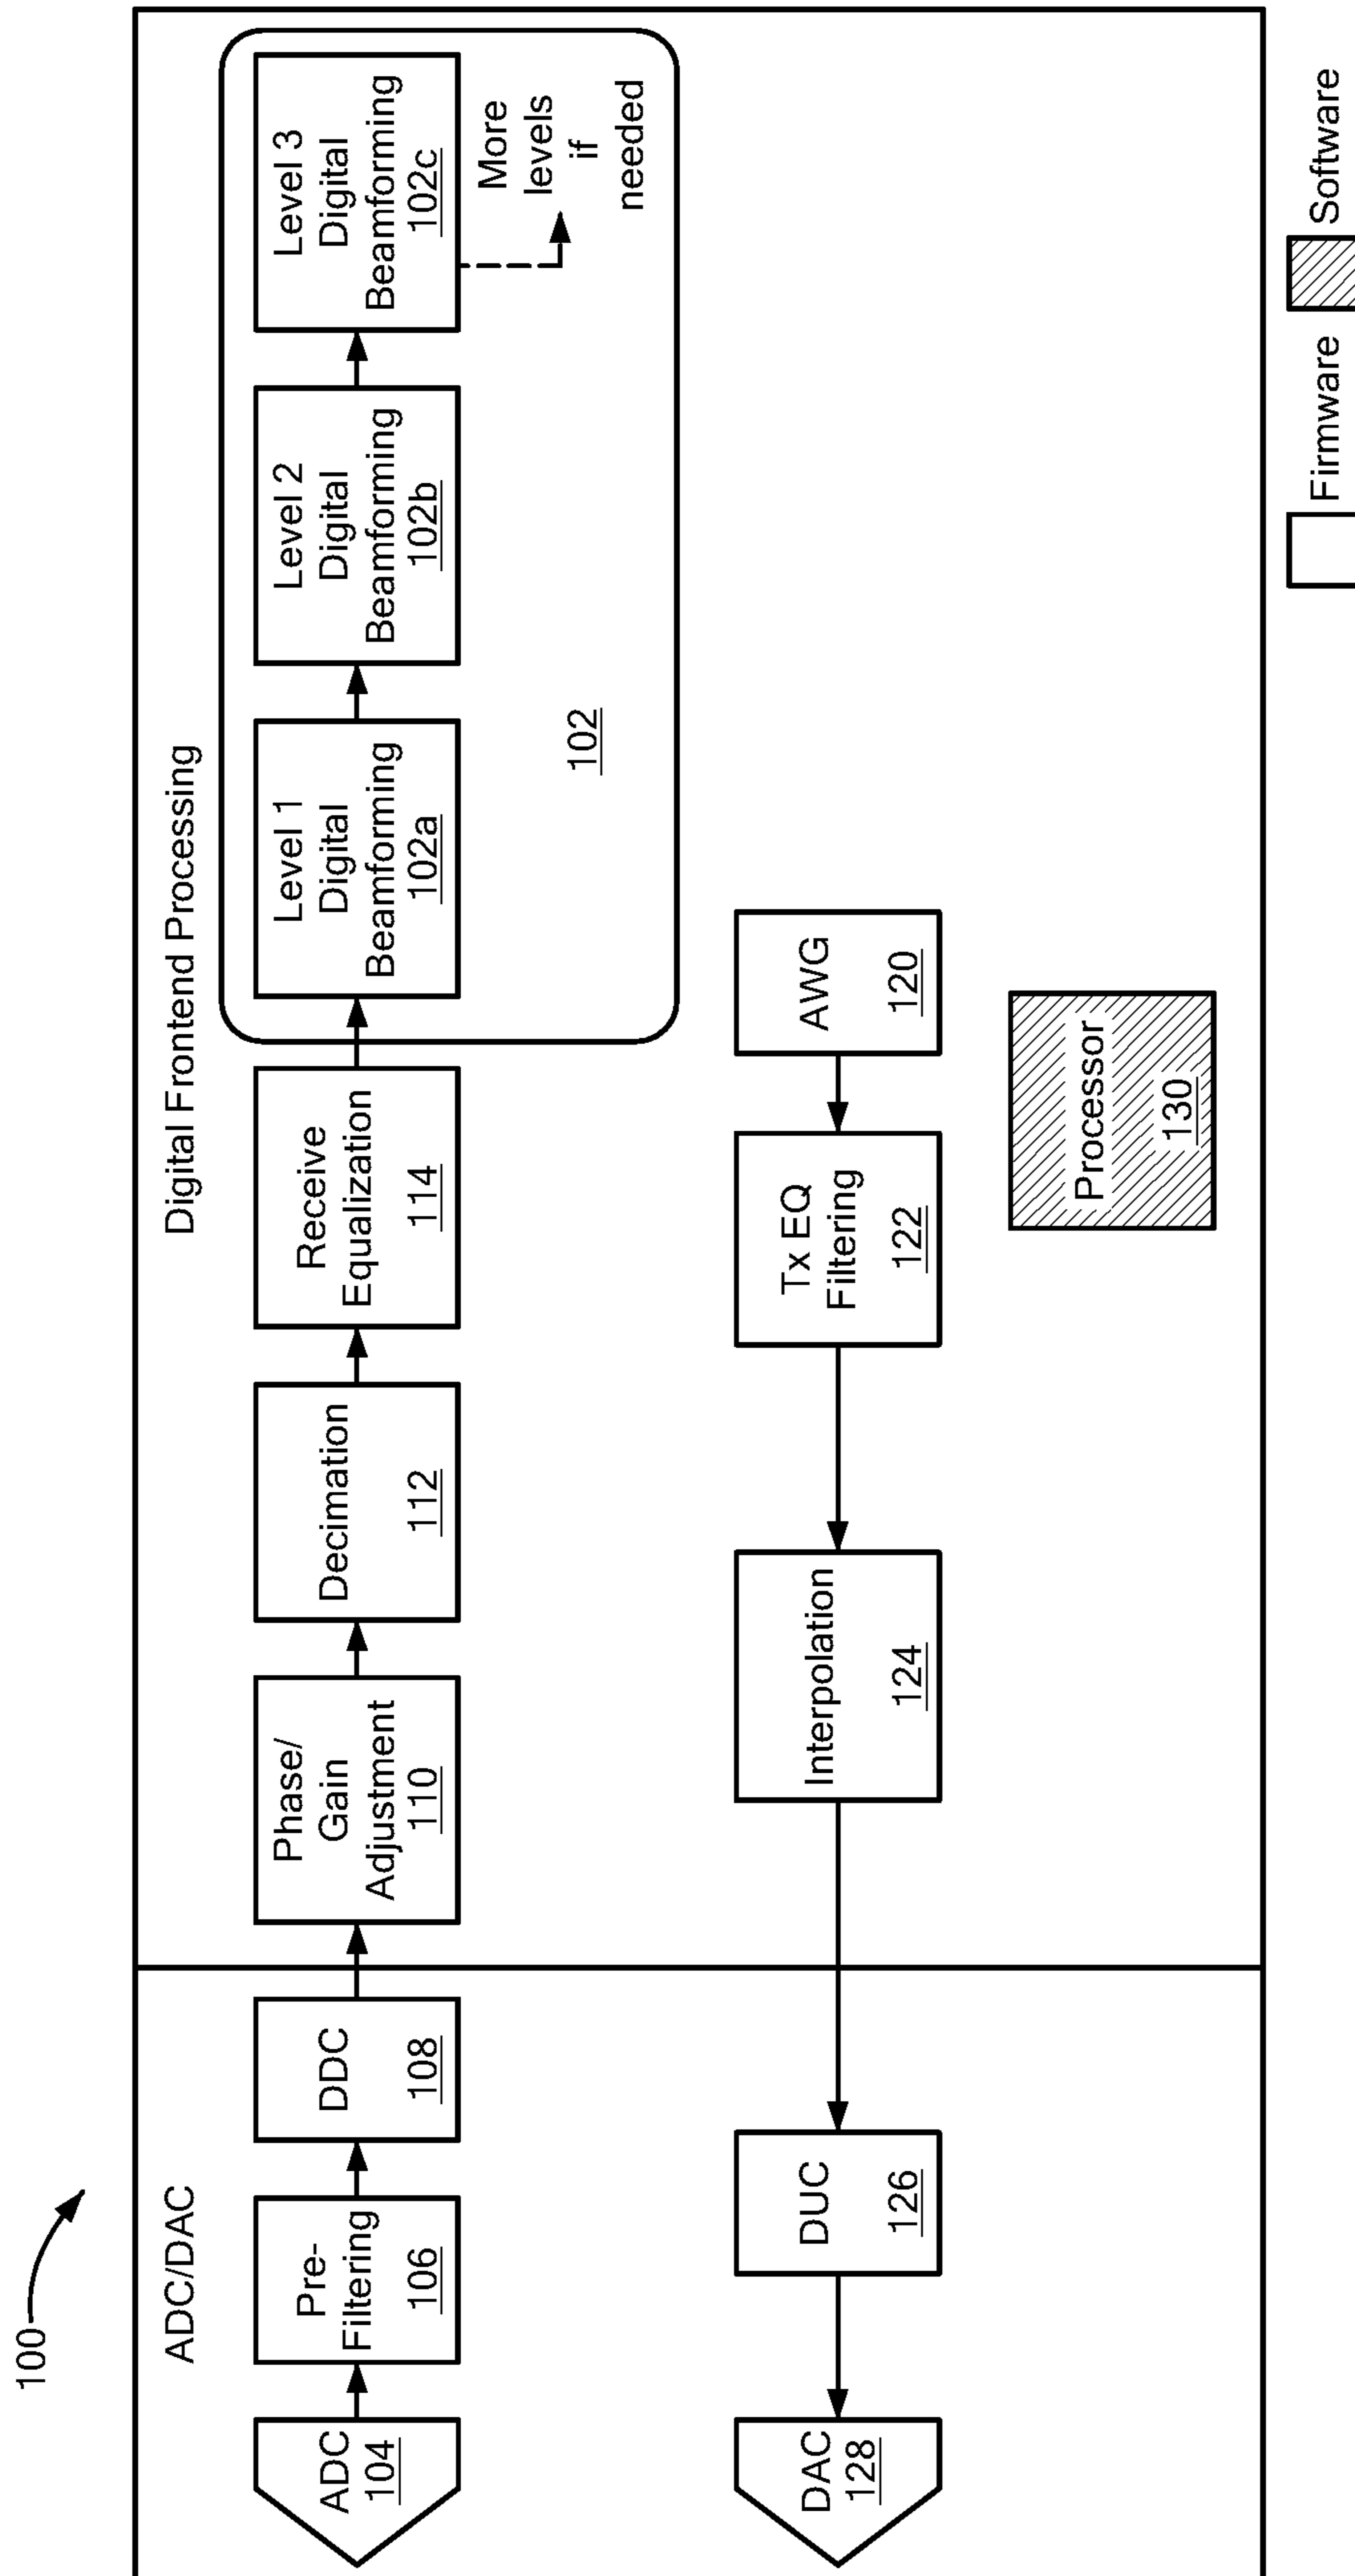 100
ADC/DAC
Digital Frontend Processing
ADC
104
Pre-
Filtering
106
DDC
108
Phase/
Gain
Adjustment
110
Decimation
112
Receive
Equalization
114
Level 1
Digital
Beamforming
102a
Level 2
Digital
Beamforming
102b
Level 3
Digital
Beamforming
102c
More
levels
if
needed
102
DAC
128
DUC
126
Interpolation
124
Tx EQ
Filtering
122
AWG
120
Processor
130
Firmware
Software